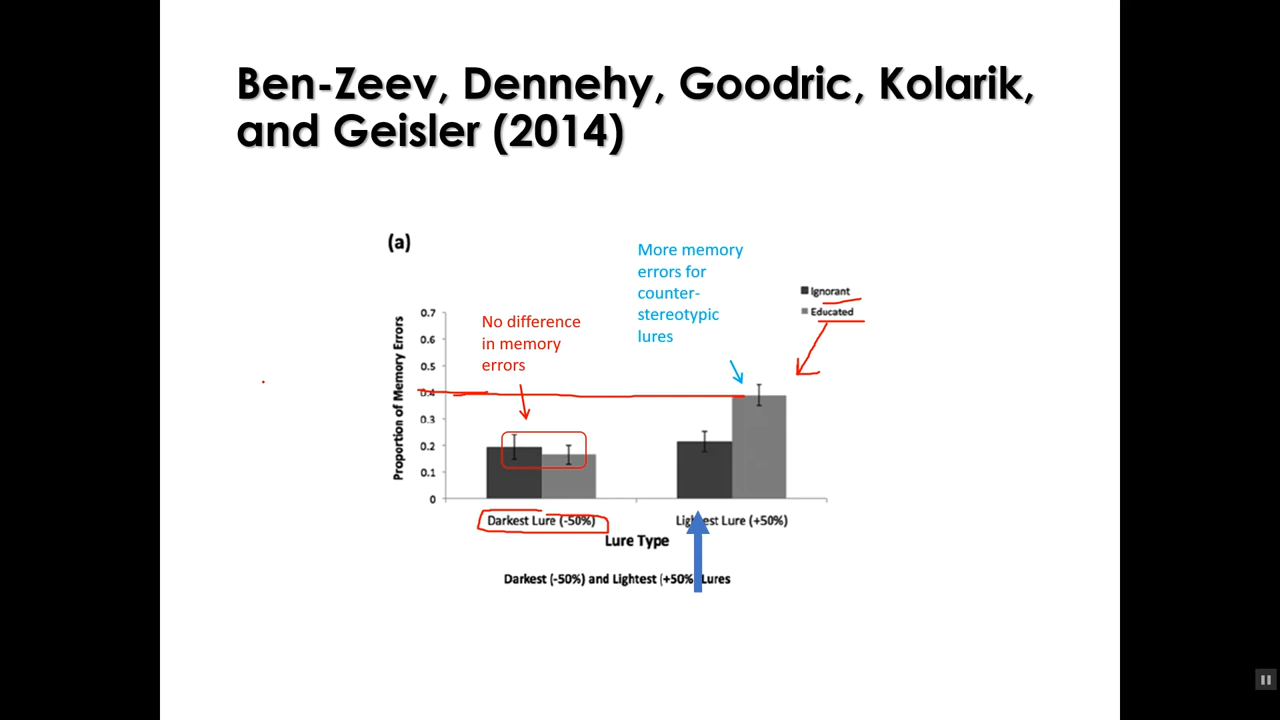 Ben-Zeev, Dennehy, Goodric, Kolarik,
and Geisler (2014)
(a)
More memory
errors for
counter-
stereotypic
lures
Ignorant
Educated
No difference
in memory
errors
Proportion of Memory Errors
0.7
0.6
0.5
0.4
0.3
0.2
0.1
0
Darkest Lure (-50%)
Lightest Lure (+50%)
Lure Type
Darkest (-50%) and Lightest (+50%) Lures